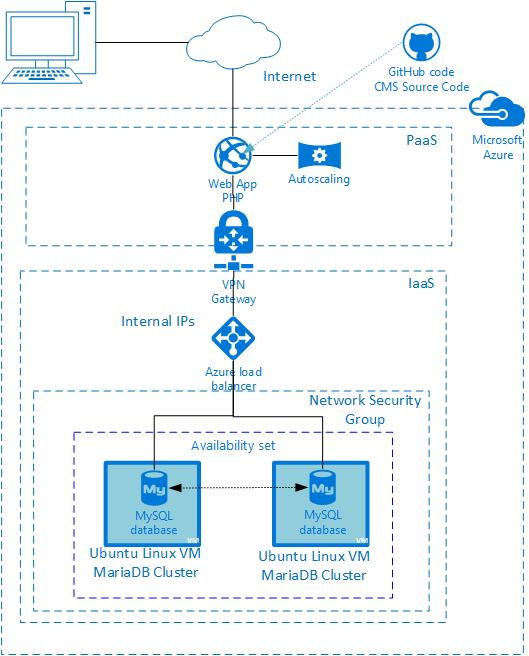 Internet
GitHub code
CMS Source Code
Microsoft
Azure
PaaS
Web App
PHP
Autoscaling
VPN
Gateway
IaaS
Internal IPs
Azure load
balancer
Network Security
Group
Availability set
My
MySQL
database
VM
My
MySQL
database
VM
Ubuntu Linux VM
MariaDB Cluster
Ubuntu Linux VM
MariaDB Cluster